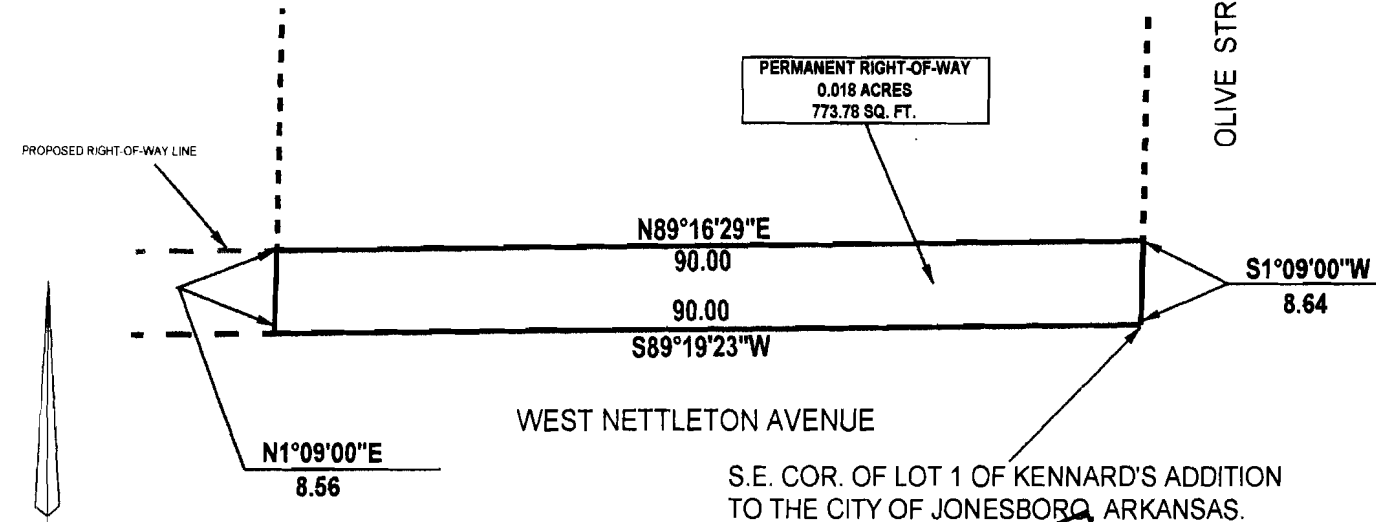 OLIVE STR
PERMANENT RIGHT-OF-WAY
0.018 ACRES
773.78 SQ. FT.
PROPOSED RIGHT-OF-WAY LINE
N89°16'29"E
90.00
S1°09'00"W
8.64
90.00
S89°19'23"W
WEST NETTLETON AVENUE
N1°09'00"E
8.56
S.E. COR. OF LOT 1 OF KENNARD'S ADDITION
TO THE CITY OF JONESBORO, ARKANSAS.